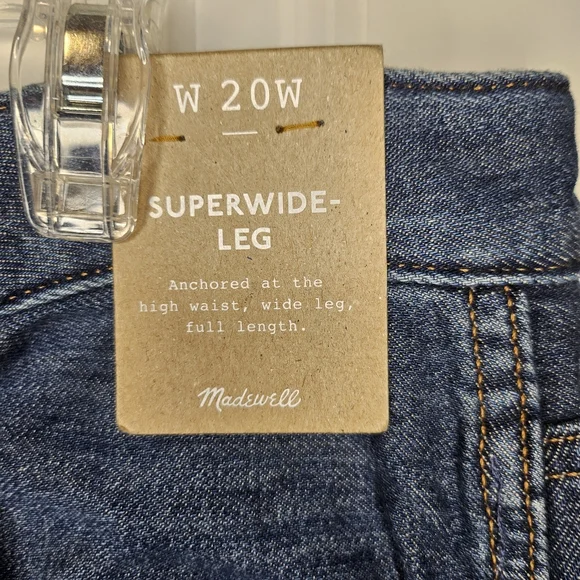 W 20W
SUPERWIDE-
LEG
Anchored at the
high waist, wide leg,
full length.
Madewell